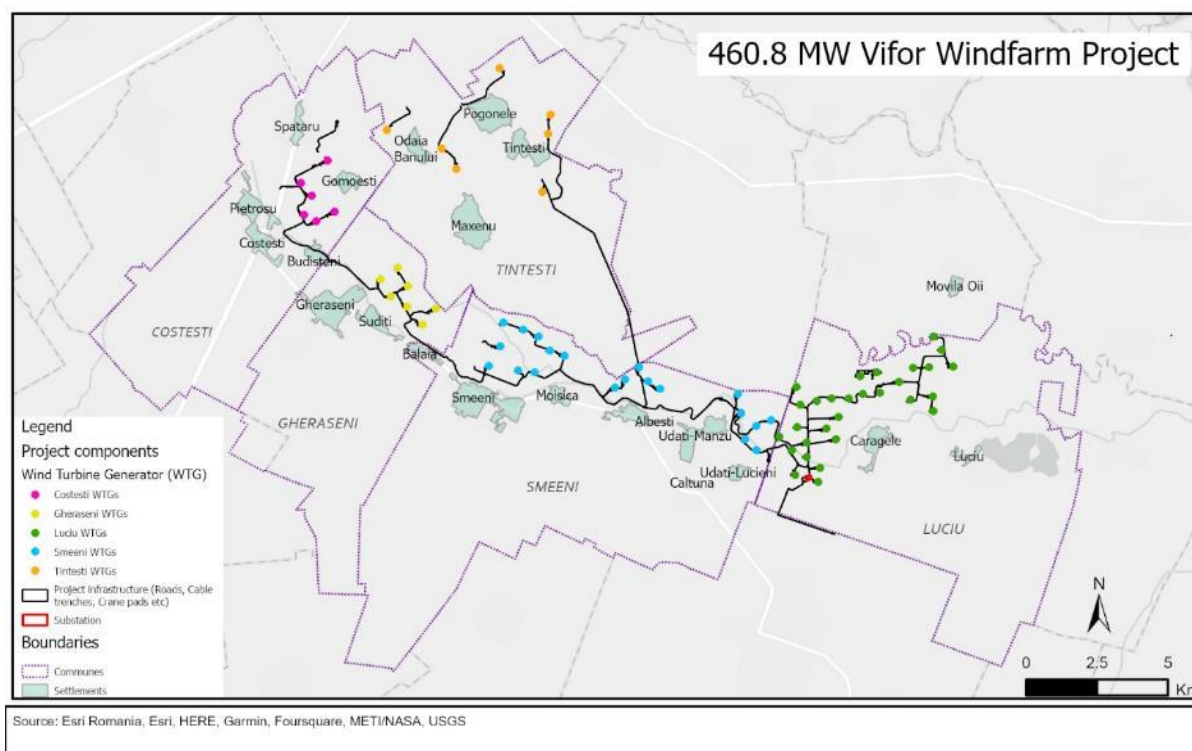 460.8 MW Vifor Windfarm Project
Spataru
Pogonele
Odaia
Banului
Tintesti
Gomoesti
Pietrosu
Maxenu
Costesti
Budisteni
TINTESTI
Movila Oii
Gheraseni
Suditi
COSTESTI
Balaia
Smeeni
Moisica
GHERASENI
Albesti
Udati-Manzu
Caragele
Luciu
Udati-Lucieni
Caltuna
SMEENI
LUCIU
Legend
Project components
Wind Turbine Generator (WTG)
Costesti WTGs
Gheraseni WTGs
Luciu WTGs
Smeeni WTGs
Tintesti WTGs
Project infrastructure (Roads, Cable
trenches, Crane pads etc)
Substation
Boundaries
Communes
Settlements
N
0 2.5 5
Km
Source: Esri Romania, Esri, HERE, Garmin, Foursquare, METI/NASA, USGS